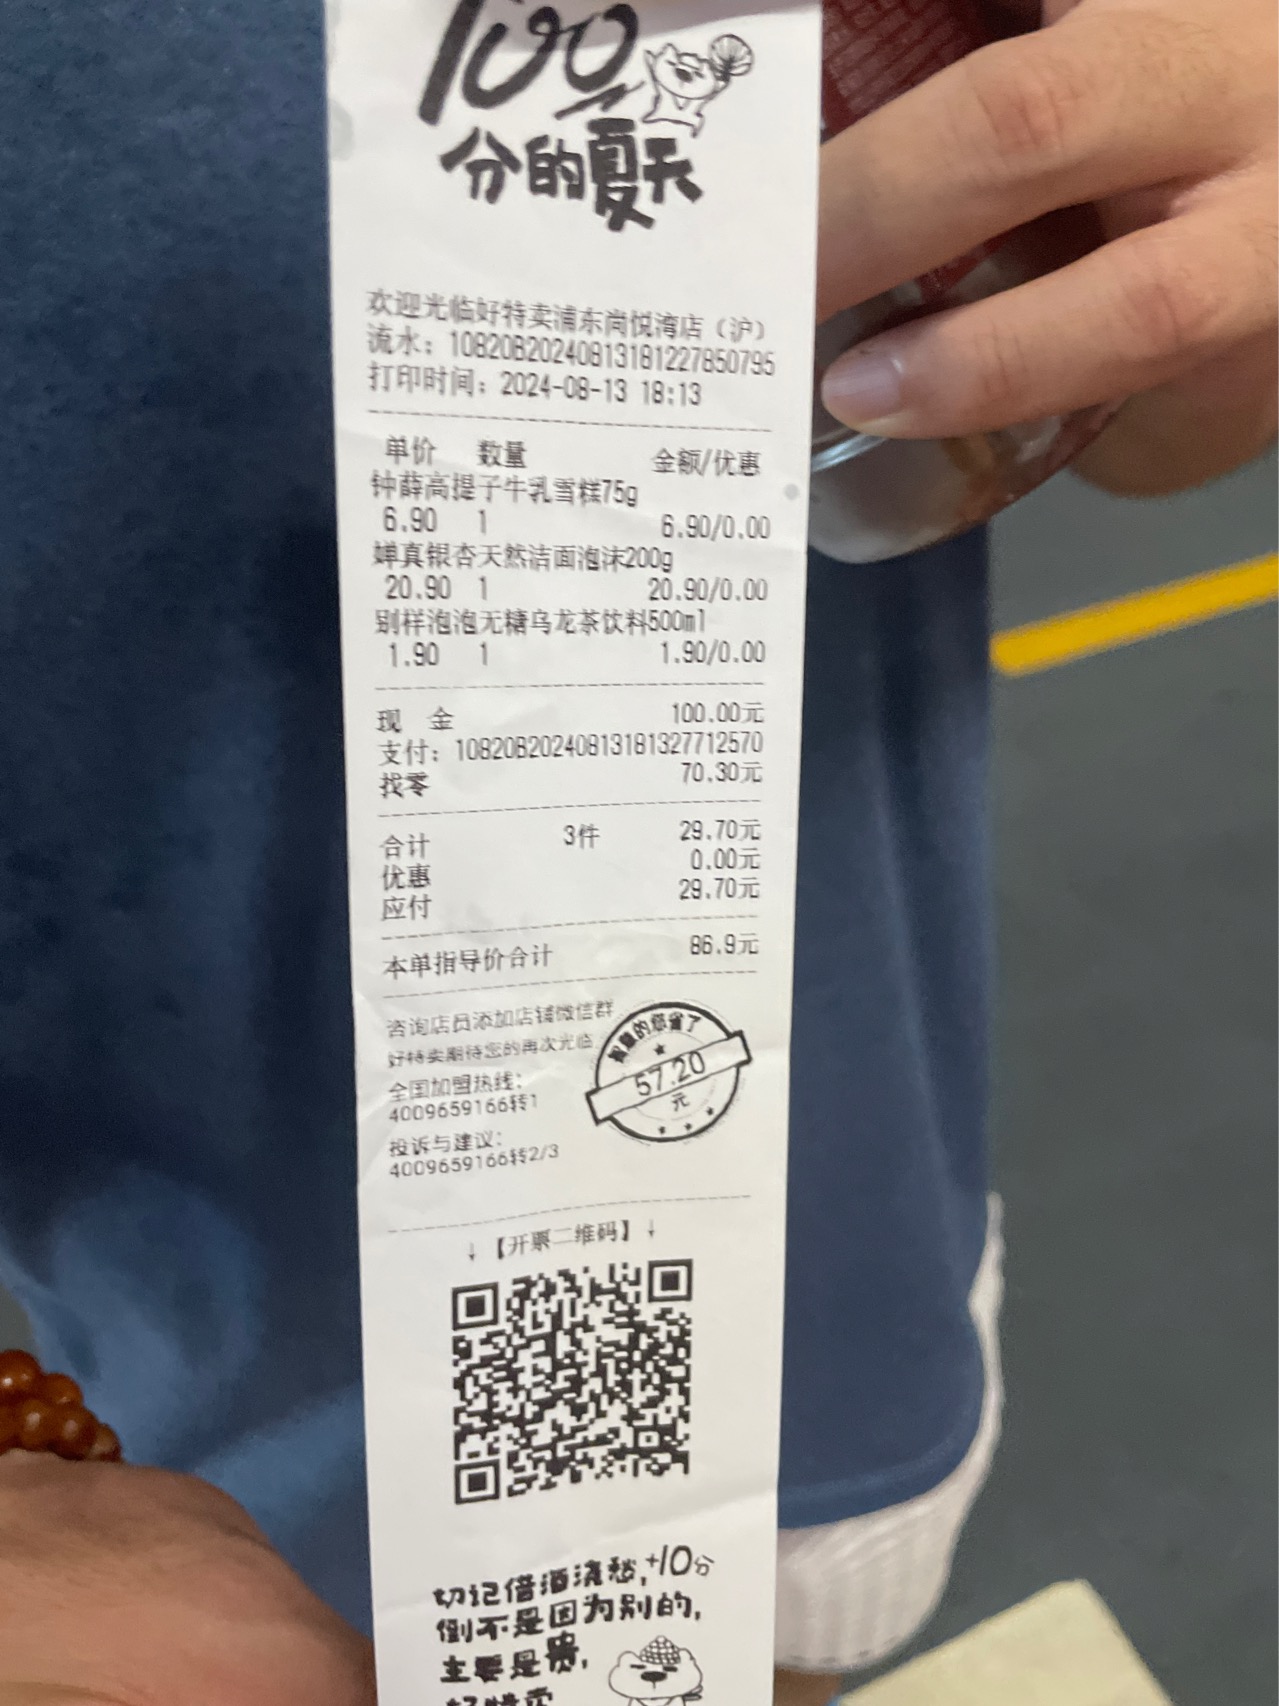 100
分的夏天
欢迎光临好特卖浦东尚悦湾店（沪）
流水：10820B20240813181227850795
打印时间：2024-08-13 18:13
单价 数量 金额/优惠
钟薛高提子牛乳雪糕75g
6.90 1 6.90/0.00
婵真银杏天然洁面泡沫200g
20.90 1 20.90/0.00
别样泡泡无糖乌龙茶饮料500ml
1.90 1 1.90/0.00
现 金 100.00元
支付：10820B20240813181327712570
找零 70.30元
合计 3件 29.70元
优惠 0.00元
应付 29.70元
本单指导价合计 86.9元
咨询店员添加店铺微信群
好特卖期待您的再次光临
全国加盟热线：
4009659166转1
投诉与建议：
4009659166转2/3
智慧的您省了
57.20
元
↓【开票二维码】↓
切记借酒浇愁,+10分
倒不是因为别的,
主要是贵,
好特卖